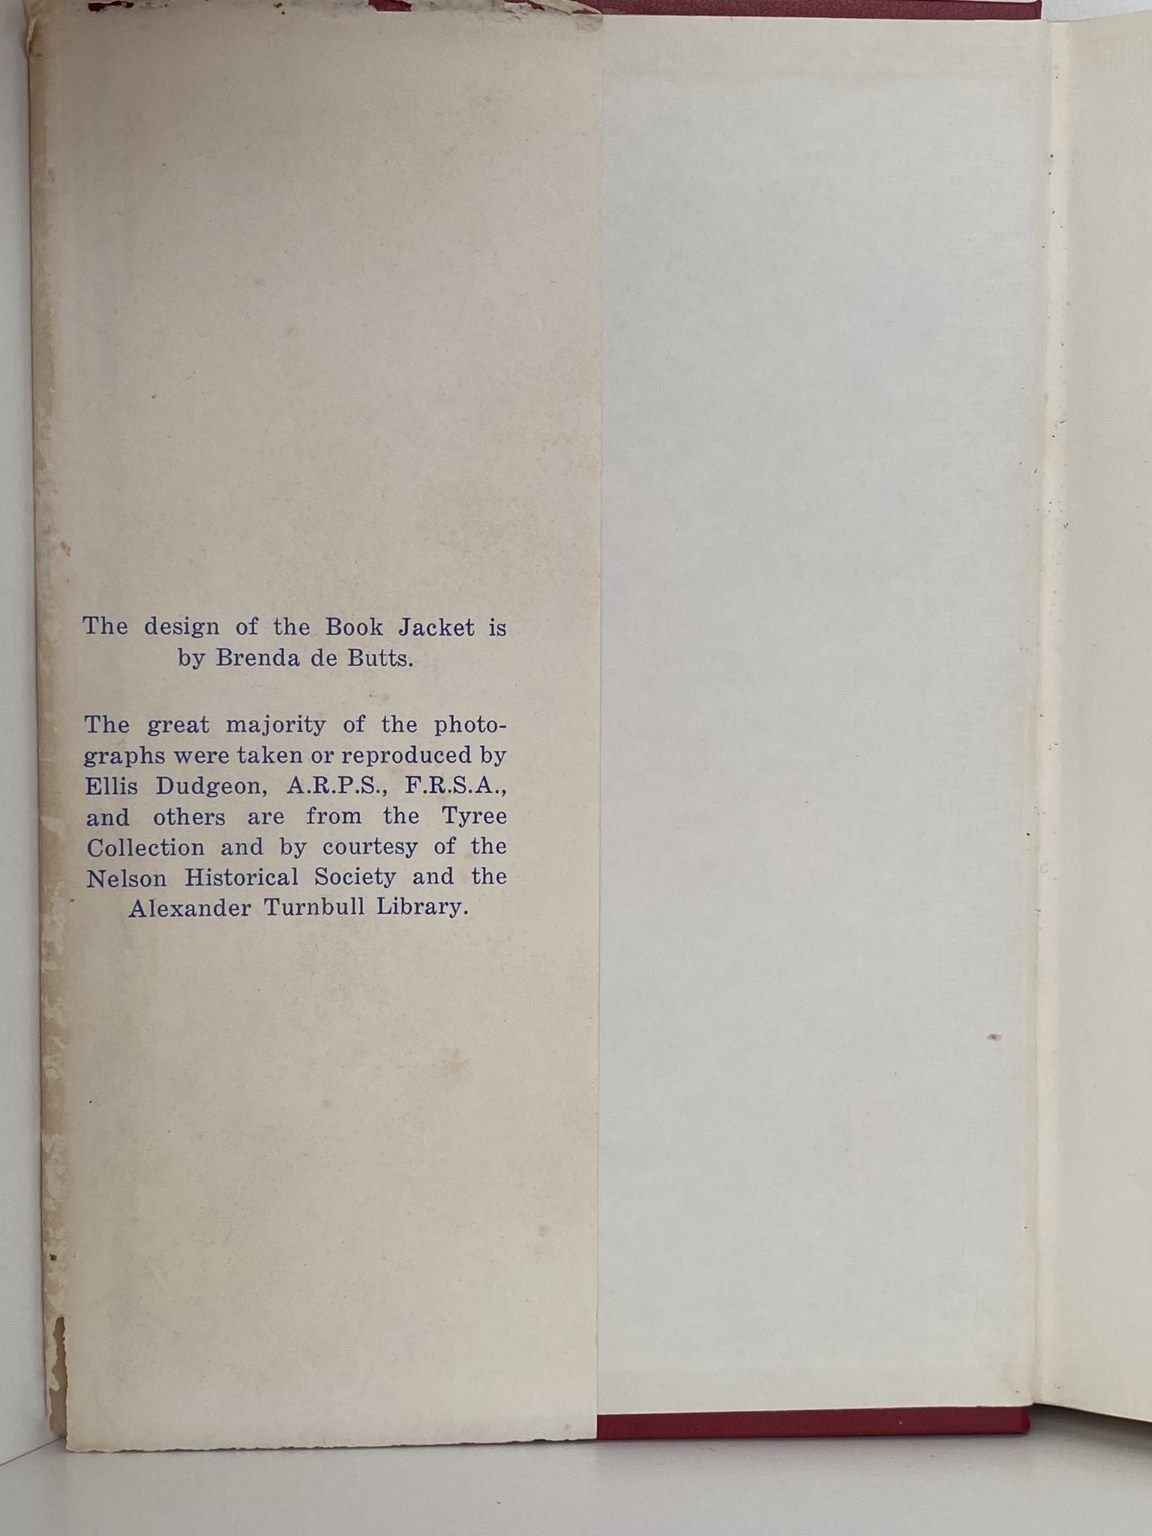 The design of the Book Jacket is
by Brenda de Butts.
The great majority of the photo-
graphs were taken or reproduced by
Ellis Dudgeon, A.R.P.S., F.R.S.A.,
and others are from the Tyree
Collection and by courtesy of the
Nelson Historical Society and the
Alexander Turnbull Library.